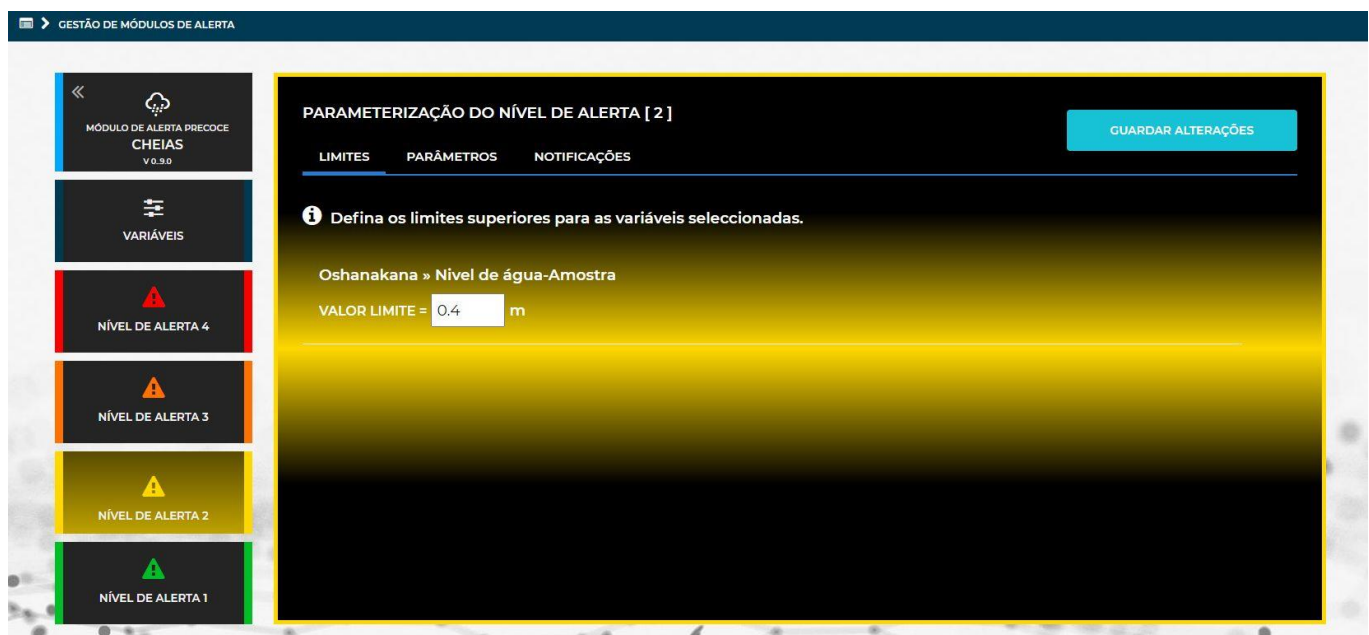 GESTÃO DE MÓDULOS DE ALERTA
MÓDULO DE ALERTA PRECOCE
CHEIAS
V 0..9.0
VARIÁVEIS
NÍVEL DE ALERTA 4
NÍVEL DE ALERTA 3
NÍVEL DE ALERTA 2
NÍVEL DE ALERTA 1
PARAMETERIZAÇÃO DO NÍVEL DE ALERTA [ 2 ]
GUARDAR ALTERAÇÕES
LIMITES PARÂMETROS NOTIFICAÇÕES
Defina os limites superiores para as variáveis seleccionadas.
Oshanakana » Nivel de água-Amostra
VALOR LIMITE = 0.4 m